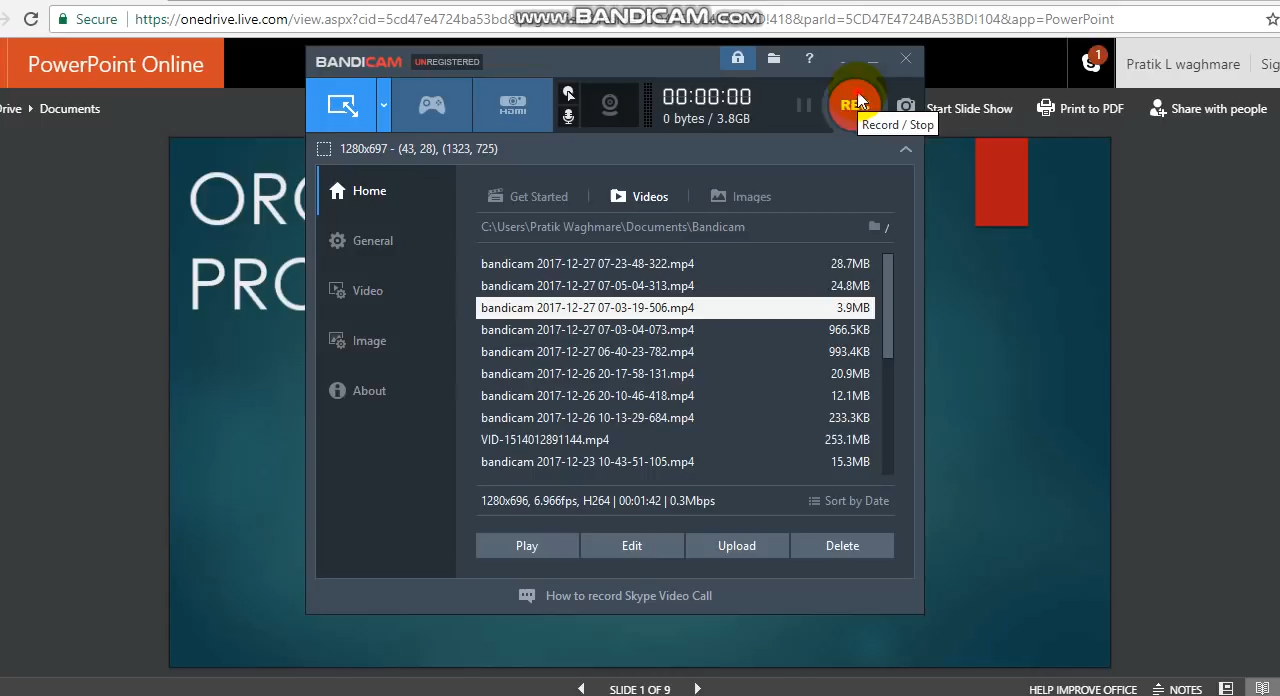 Secure https://onedrive.live.com/view.aspx?cid=5cd47e4724ba53bd& !418&parId=5CD47E4724BA53BD!104&app=PowerPoint
www.BANDICAM.com
PowerPoint Online
BANDICAM UNREGISTERED
?
1
Pratik L waghmare
Sig
rive Documents
HDMI
00:00:00
0 bytes / 3.8GB
REC
Record / Stop
Start Slide Show
Print to PDF
Share with people
1280x697 - (43, 28), (1323, 725)
ORG
PRO
Home
General
Video
Image
About
Get Started
Videos
Images
C:\Users\Pratik Waghmare\Documents\Bandicam /
bandicam 2017-12-27 07-23-48-322.mp4 28.7MB
bandicam 2017-12-27 07-05-04-313.mp4 24.8MB
bandicam 2017-12-27 07-03-19-506.mp4 3.9MB
bandicam 2017-12-27 07-03-04-073.mp4 966.5KB
bandicam 2017-12-27 06-40-23-782.mp4 993.4KB
bandicam 2017-12-26 20-17-58-131.mp4 20.9MB
bandicam 2017-12-26 20-10-46-418.mp4 12.1MB
bandicam 2017-12-26 10-13-29-684.mp4 233.3KB
VID-1514012891144.mp4 253.1MB
bandicam 2017-12-23 10-43-51-105.mp4 15.3MB
1280x696, 6.966fps, H264 | 00:01:42 | 0.3Mbps
Sort by Date
Play
Edit
Upload
Delete
How to record Skype Video Call
SLIDE 1 OF 9
HELP IMPROVE OFFICE
NOTES